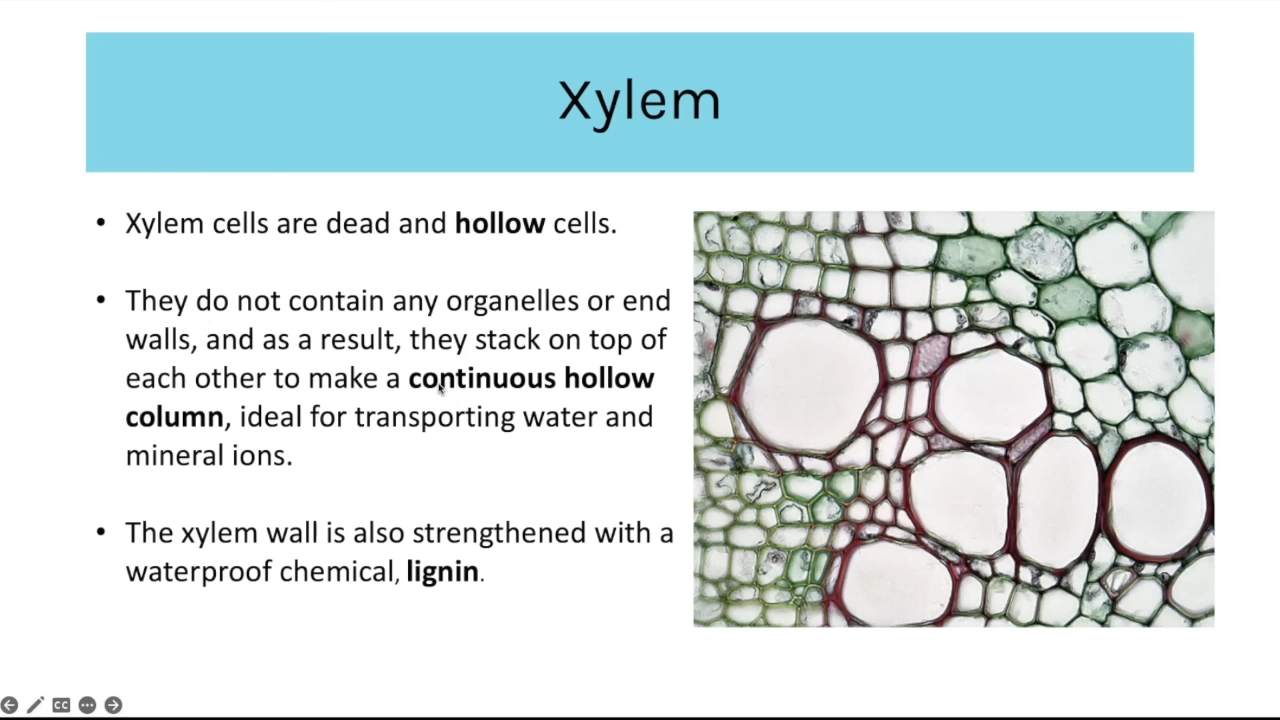 Xylem
• Xylem cells are dead and hollow cells.
• They do not contain any organelles or end
walls, and as a result, they stack on top of
each other to make a continuous hollow
column, ideal for transporting water and
mineral ions.
• The xylem wall is also strengthened with a
waterproof chemical, lignin.
CC